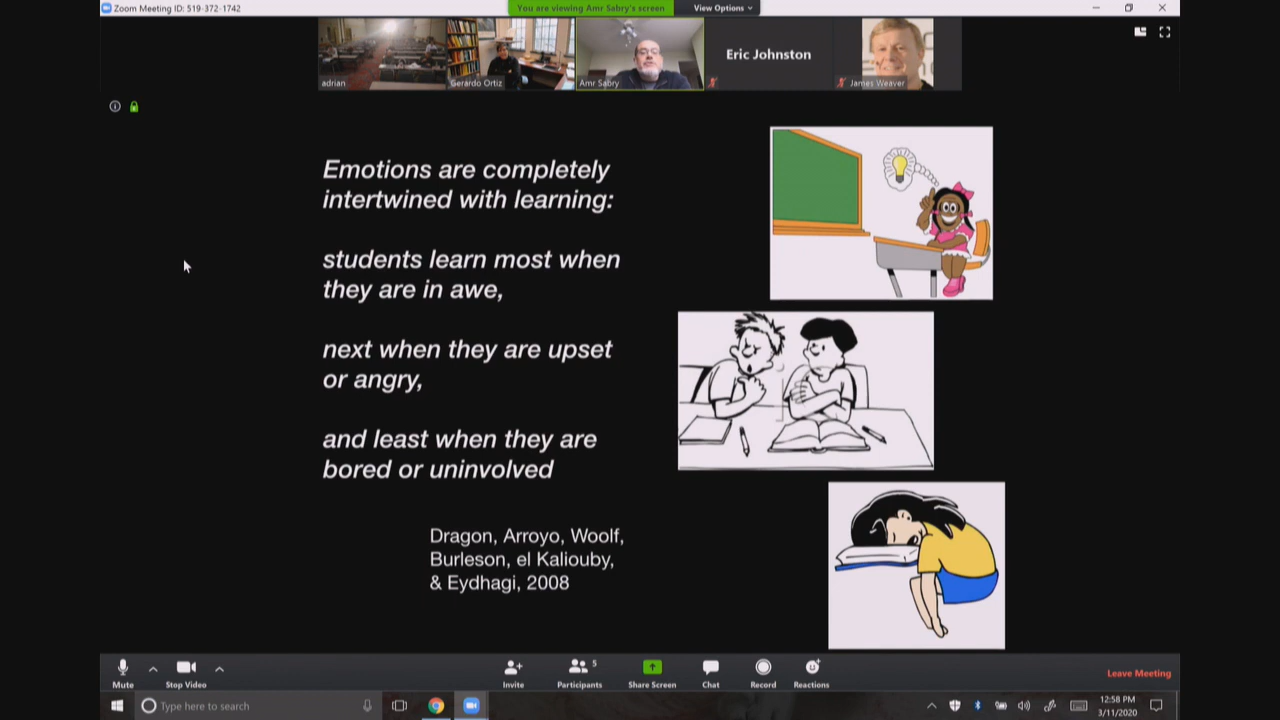 Zoom Meeting ID: 519-372-1742
You are viewing Amr Sabry's screen
View Options
adrian
Gerardo Ortiz
Amr Sabry
Eric Johnston
James Weaver
Emotions are completely
intertwined with learning:
students learn most when
they are in awe,
next when they are upset
or angry,
and least when they are
bored or uninvolved
Dragon, Arroyo, Woolf,
Burleson, el Kaliouby,
& Eydhagi, 2008
Mute
Stop Video
Invite
5
Participants
Share Screen
Chat
Record
Reactions
Leave Meeting
Type here to search
12:58 PM
3/11/2020